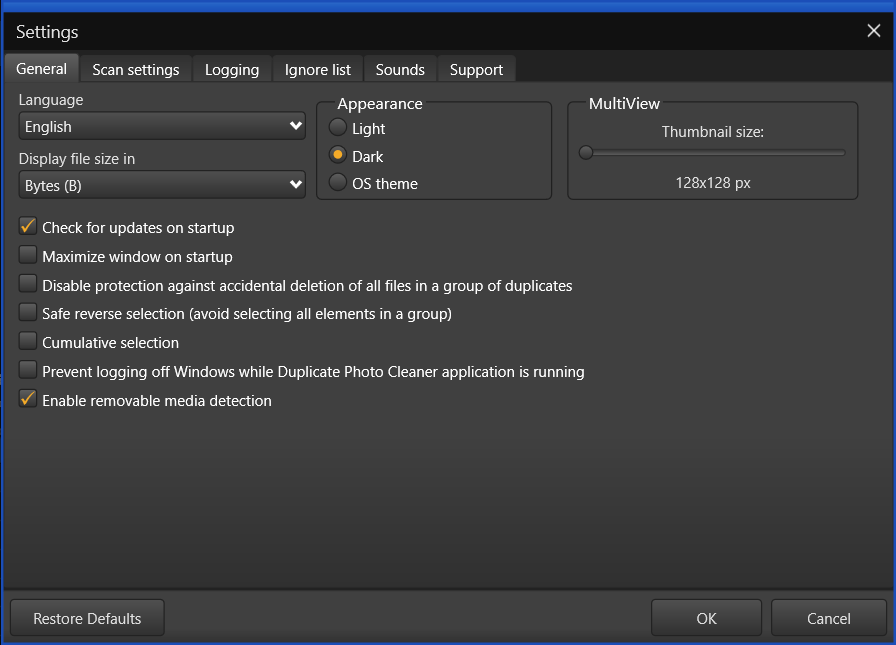 Settings
General
Scan settings
Logging
Ignore list
Sounds
Support
Language
English
Display file size in
Bytes (B)
Appearance
Light
Dark
OS theme
MultiView
Thumbnail size:
128x128 px
Check for updates on startup
Maximize window on startup
Disable protection against accidental deletion of all files in a group of duplicates
Safe reverse selection (avoid selecting all elements in a group)
Cumulative selection
Prevent logging off Windows while Duplicate Photo Cleaner application is running
Enable removable media detection
Restore Defaults
OK
Cancel